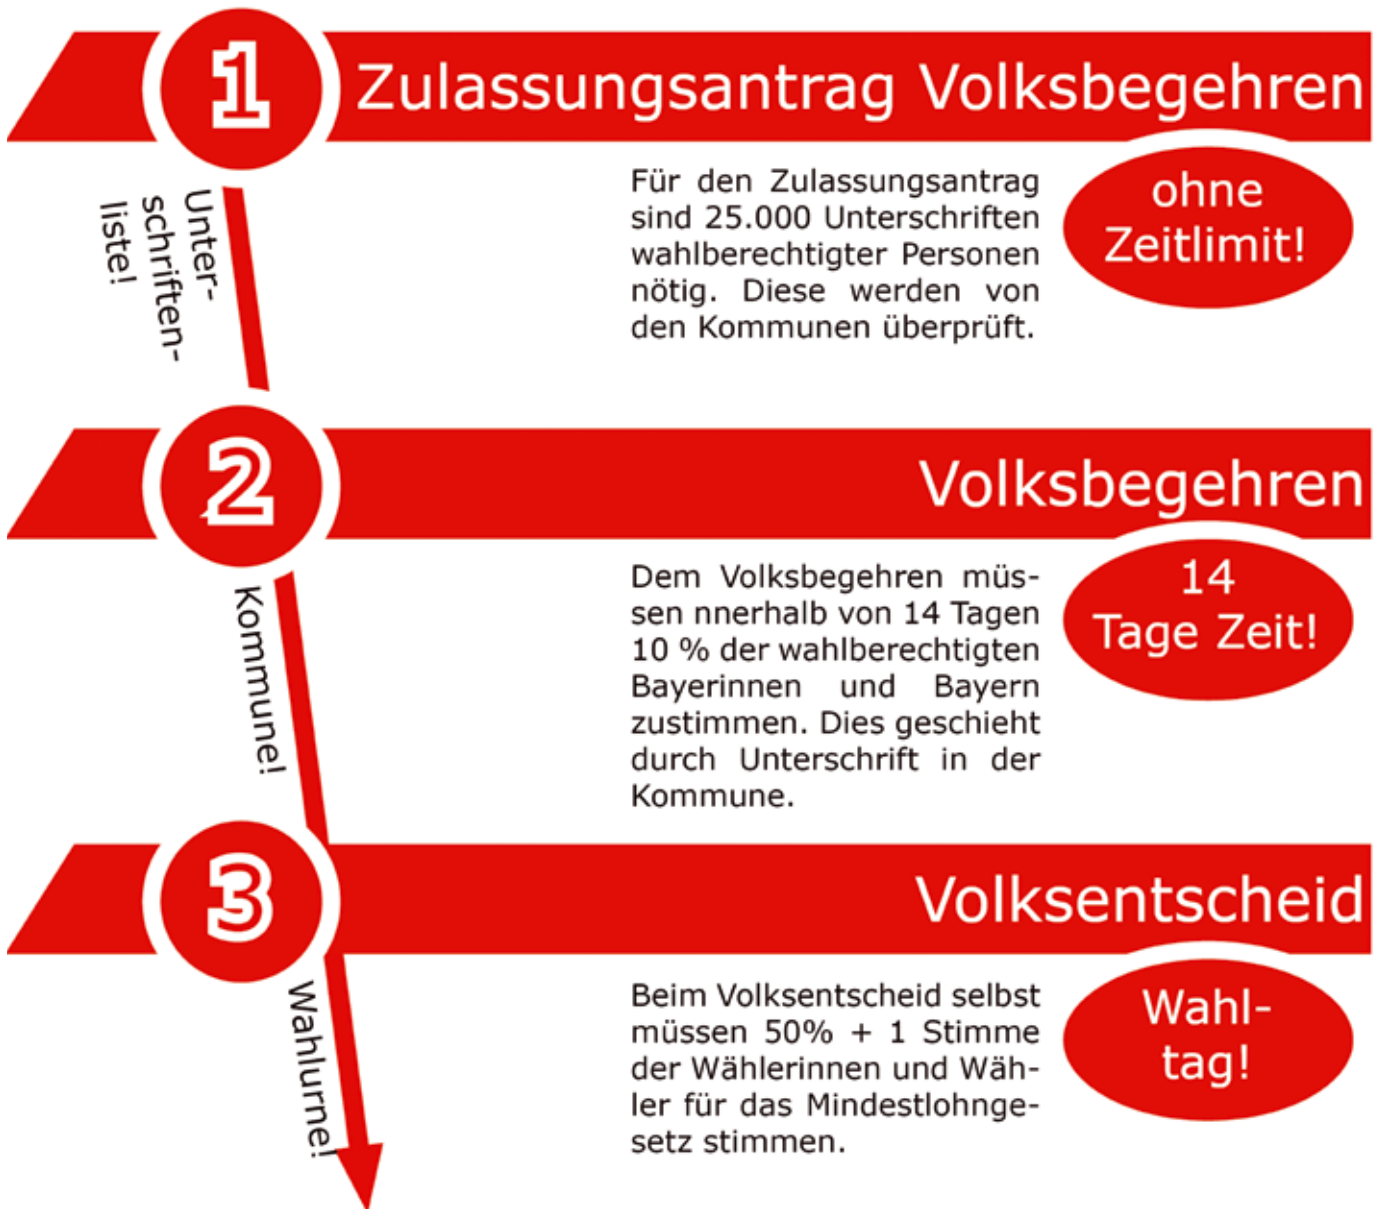 1
Zulassungsantrag Volksbegehren
Unter-
schriften-
liste!
Für den Zulassungsantrag
sind 25.000 Unterschriften
wahlberechtigter Personen
nötig. Diese werden von
den Kommunen überprüft.
ohne
Zeitlimit!
2
Volksbegehren
Kommune!
Dem Volksbegehren müs-
sen nnerhalb von 14 Tagen
10 % der wahlberechtigten
Bayerinnen und Bayern
zustimmen. Dies geschieht
durch Unterschrift in der
Kommune.
14
Tage Zeit!
3
Volksentscheid
Wahlurne!
Beim Volksentscheid selbst
müssen 50% + 1 Stimme
der Wählerinnen und Wäh-
ler für das Mindestlohnge-
setz stimmen.
Wahl-
tag!